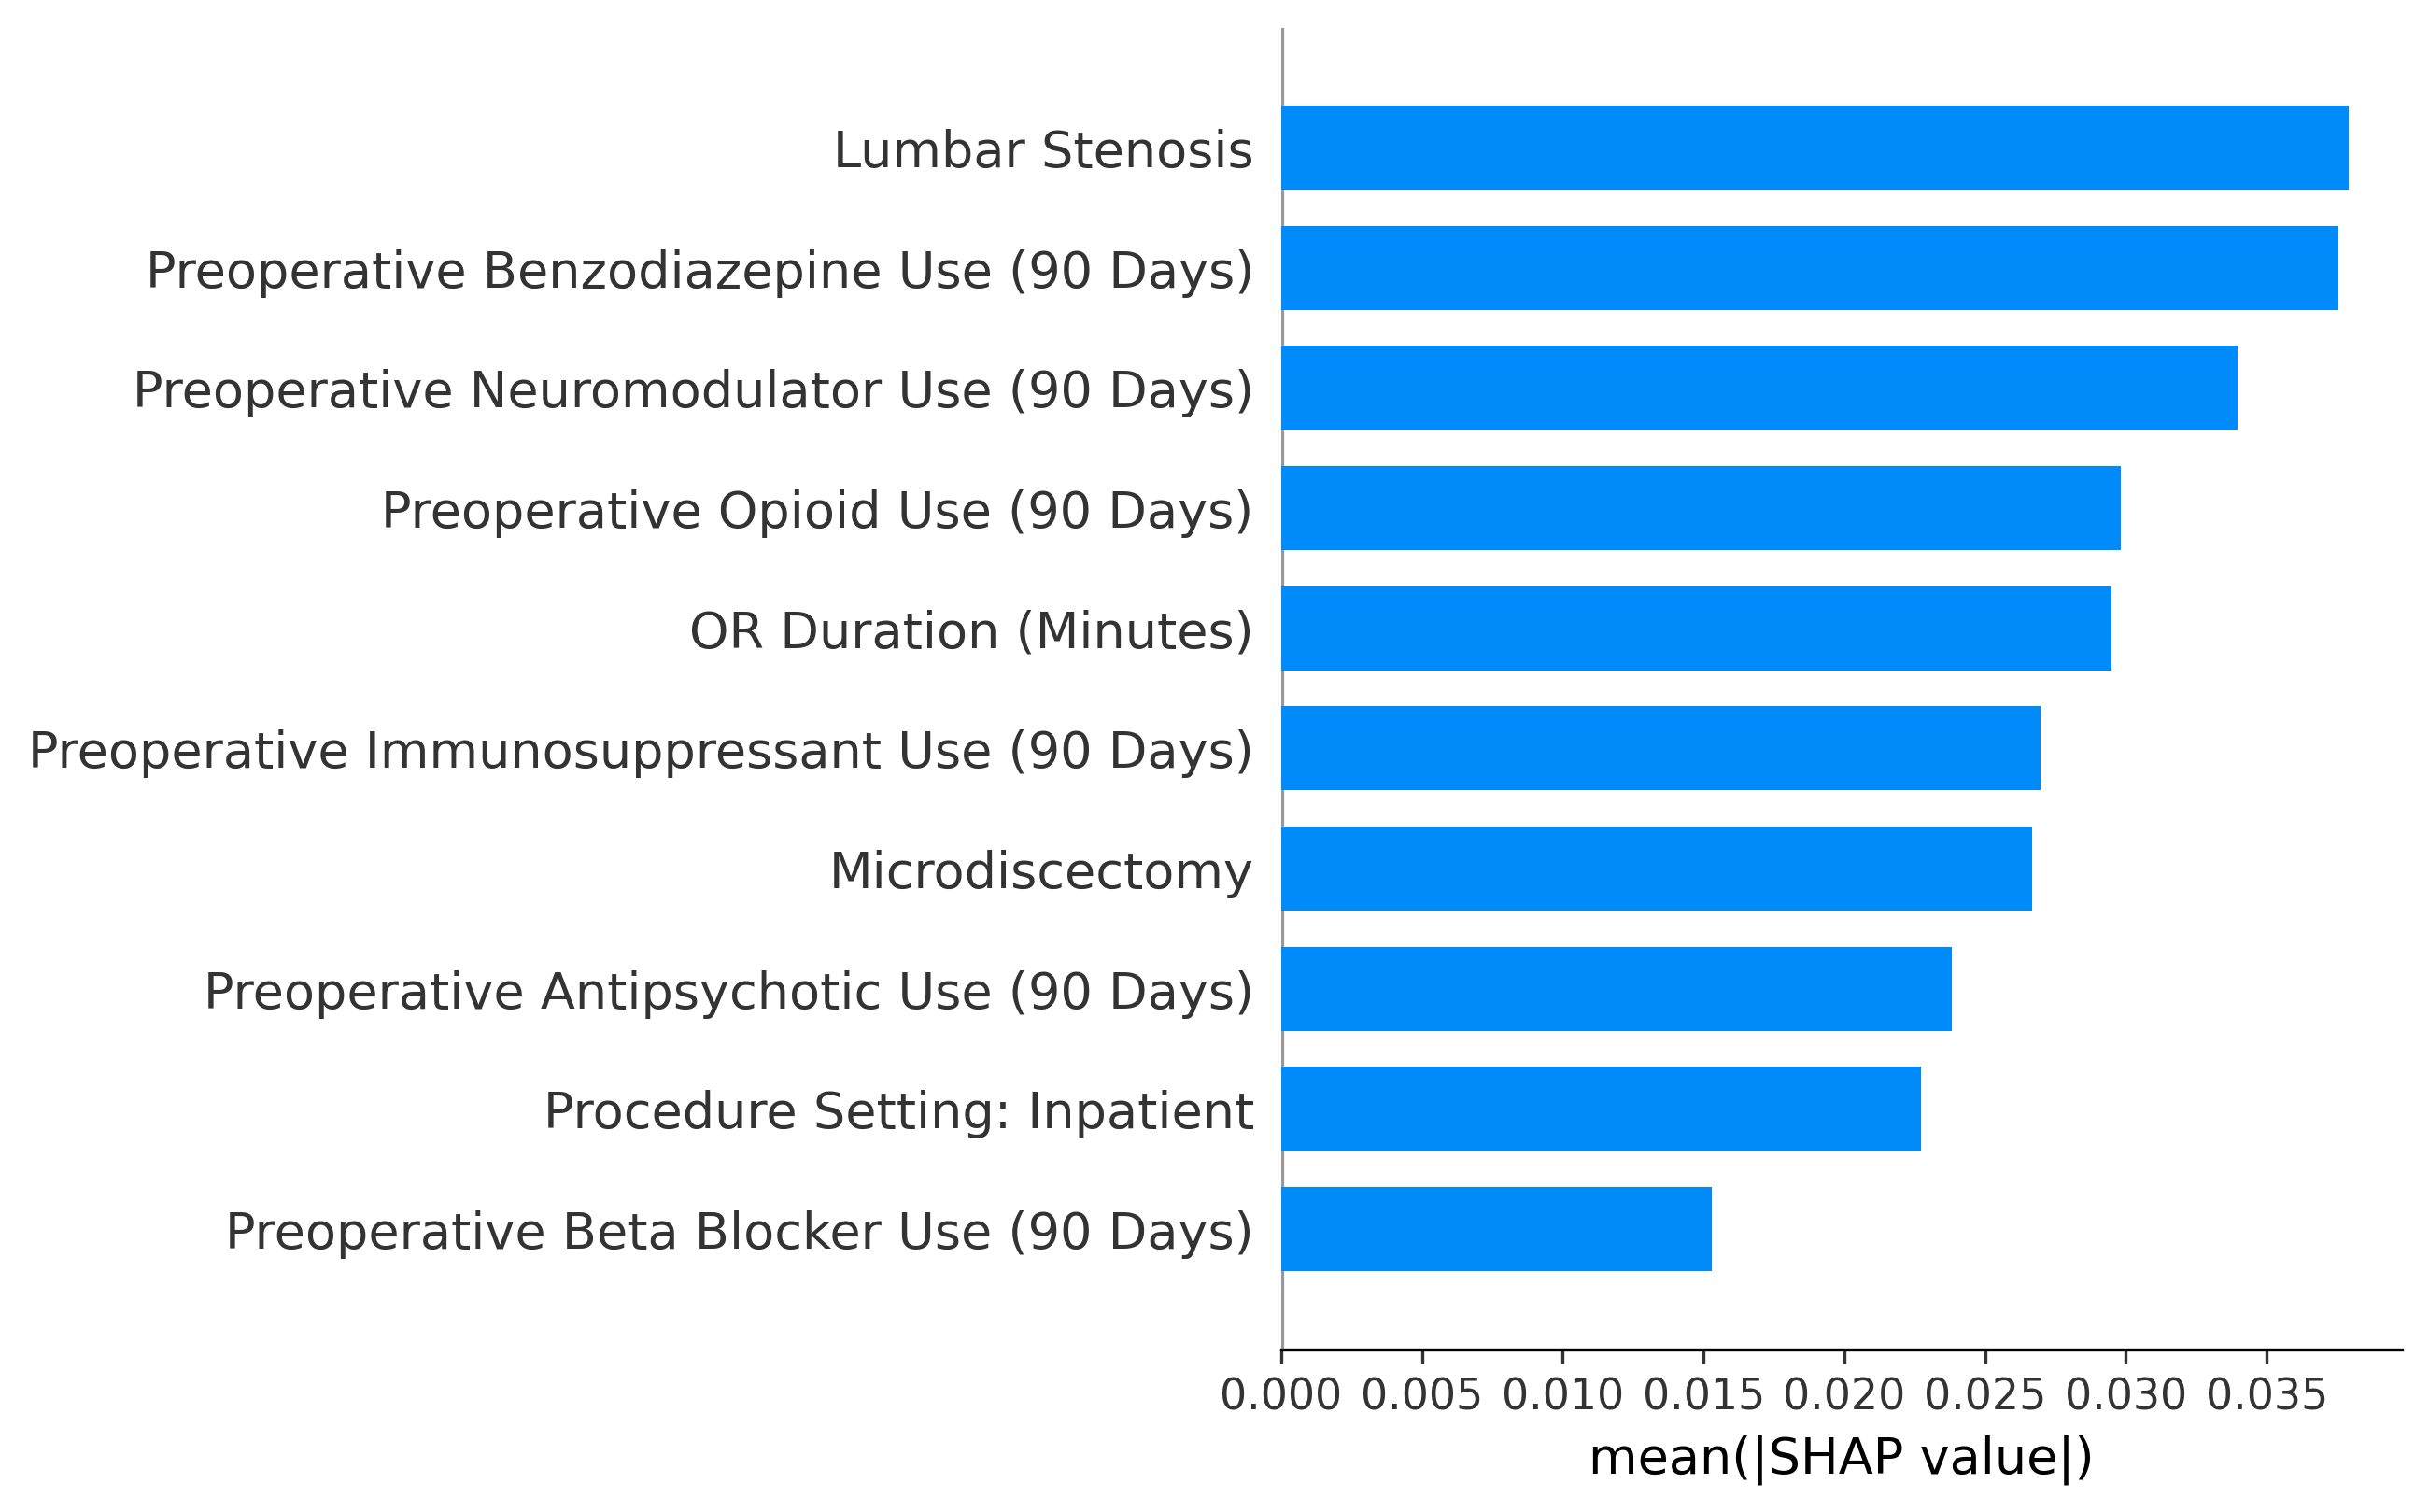 Lumbar Stenosis
Preoperative Benzodiazepine Use (90 Days)
Preoperative Neuromodulator Use (90 Days)
Preoperative Opioid Use (90 Days)
OR Duration (Minutes)
Preoperative Immunosuppressant Use (90 Days)
Microdiscectomy
Preoperative Antipsychotic Use (90 Days)
Procedure Setting: Inpatient
Preoperative Beta Blocker Use (90 Days)
0.000 0.005 0.010 0.015 0.020 0.025 0.030 0.035
mean(|SHAP value|)